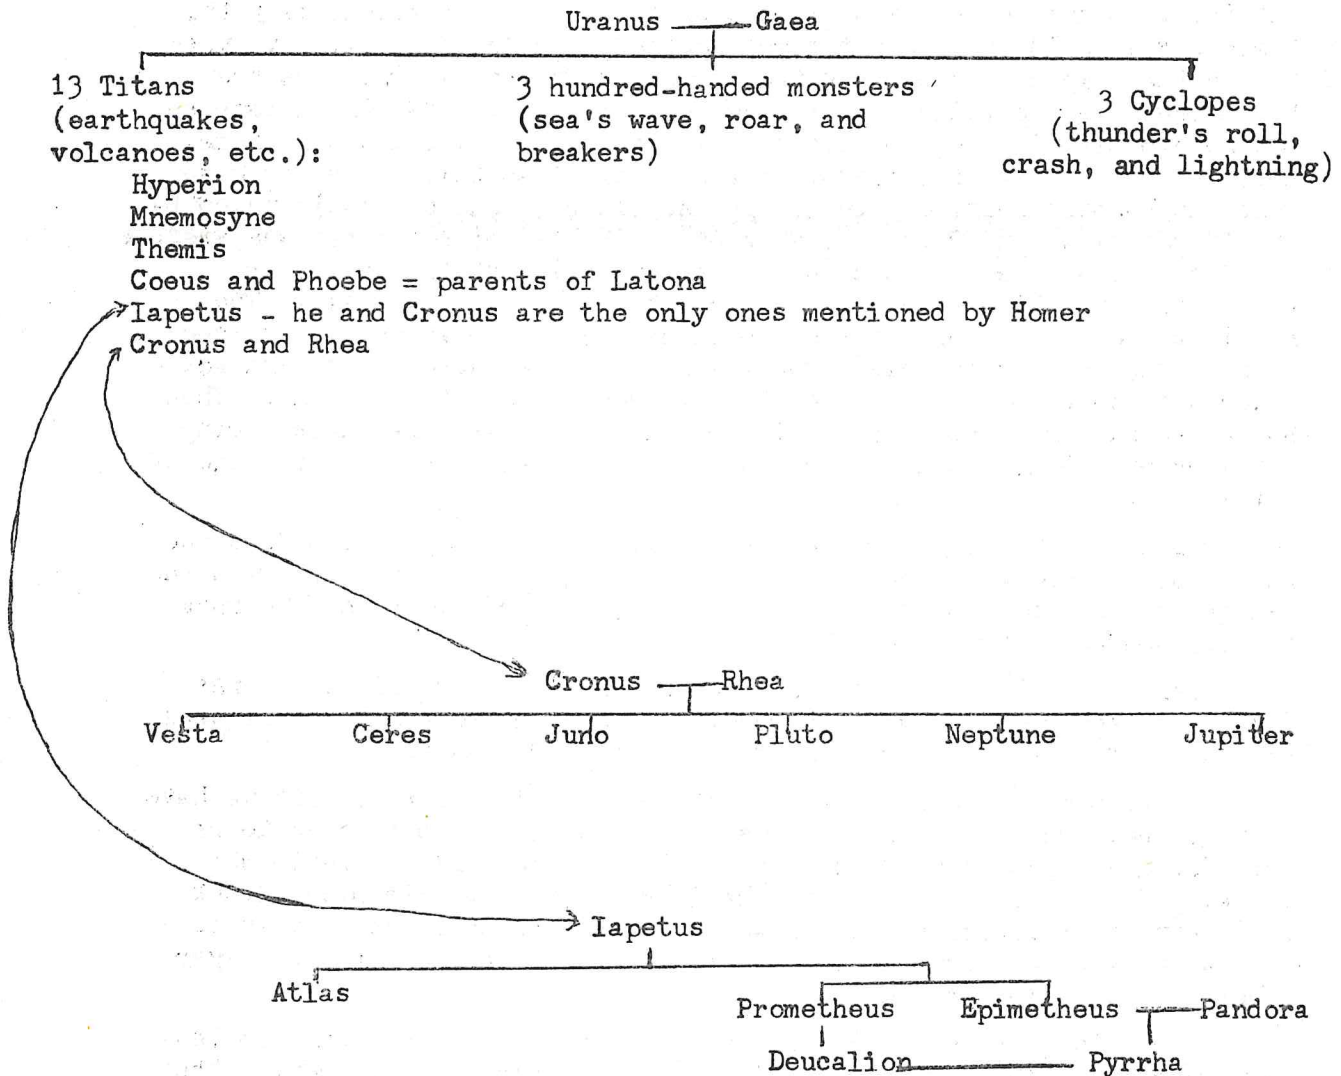 Uranus Gaea
13 Titans
(earthquakes,
volcanoes, etc.):
Hyperion
Mnemosyne
Themis
Coeus and Phoebe = parents of Latona
Iapetus - he and Cronus are the only ones mentioned by Homer
Cronus and Rhea
3 hundred-handed monsters
(sea's wave, roar, and
breakers)
3 Cyclopes
(thunder's roll,
crash, and lightning)
Cronus Rhea
Vesta Ceres Juno Pluto Neptune Jupiter
Iapetus
Atlas
Prometheus Epimetheus Pandora
Deucalion Pyrrha